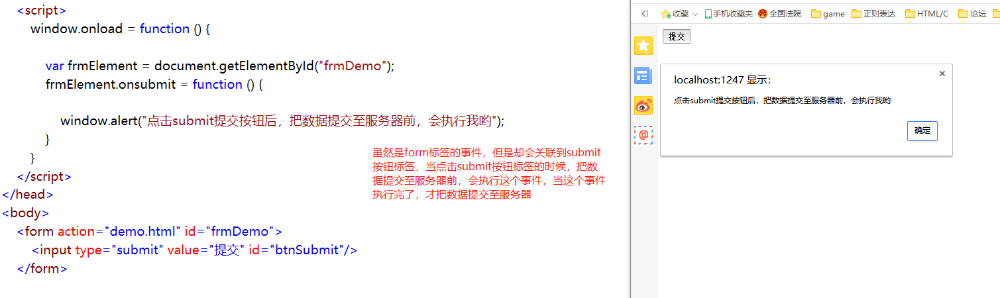 <script>
window.onload = function () {
var frmElement = document.getElementById("frmDemo");
frmElement.onsubmit = function () {
window.alert("点击submit提交按钮后，把数据提交至服务器前，会执行我哟");
}
}
</script>
</head>
<body>
<form action="demo.html" id="frmDemo">
<input type="submit" value="提交" id="btnSubmit"/>
</form>
虽然是form标签的事件，但是却会关联到submit
按钮标签，当点击submit按钮标签的时候，把数
据提交至服务器前，会执行这个事件，当这个事件
执行完了，才把数据提交至服务器
收藏 手机收藏夹 全国法院 game 正则表达 HTML/C 论坛
提交
localhost:1247 显示：
点击submit提交按钮后，把数据提交至服务器前，会执行我哟
确定